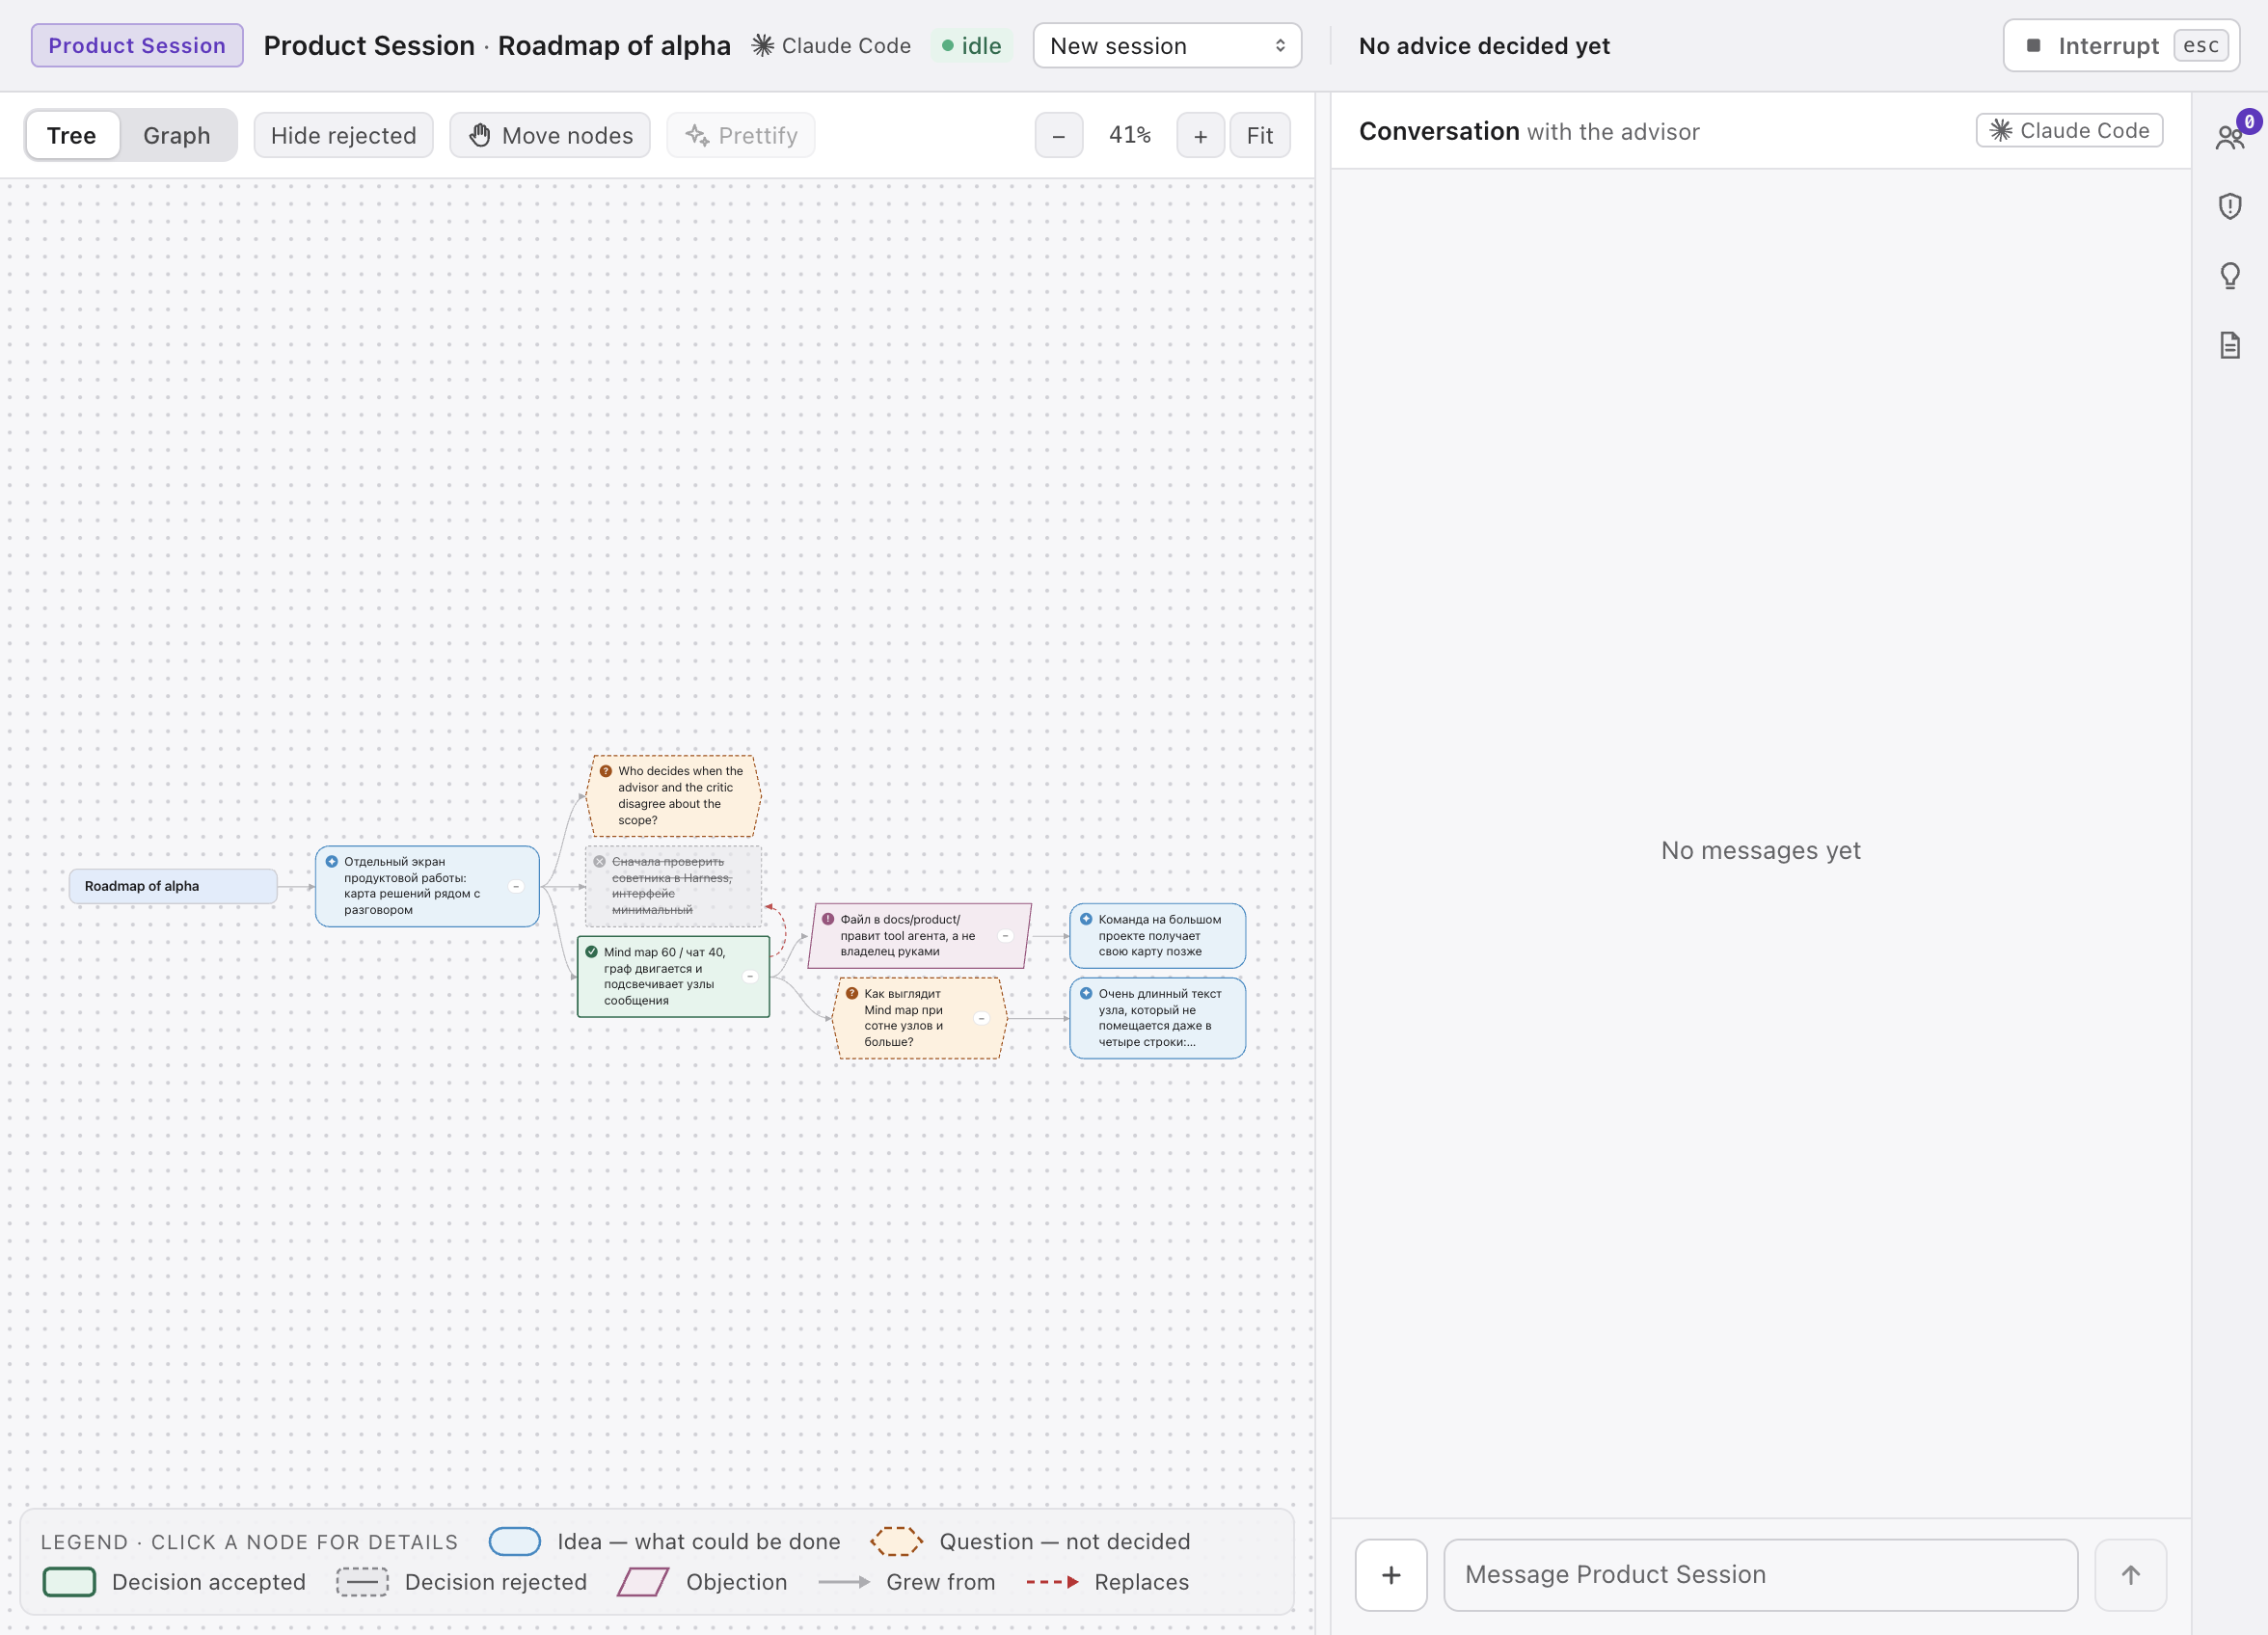 Product Session
Product Session · Roadmap of alpha
Claude Code
idle
New session
No advice decided yet
Interrupt esc
Tree
Graph
Hide rejected
Move nodes
Prettify
−
41%
+
Fit
Conversation with the advisor
Claude Code
0
Who decides when the
advisor and the critic
disagree about the
scope?
Roadmap of alpha
Отдельный экран
продуктовой работы:
карта решений рядом с
разговором
Сначала проверить
советника в Harness,
интерфейс
минимальный
Mind map 60 / чат 40,
граф двигается и
подсвечивает узлы
сообщения
Файл в docs/product/
правит tool агента, а не
владелец руками
Команда на большом
проекте получает
свою карту позже
Как выглядит
Mind map при
сотне узлов и
больше?
Очень длинный текст
узла, который не
помещается даже в
четыре строки:...
No messages yet
LEGEND · CLICK A NODE FOR DETAILS
Idea — what could be done
Question — not decided
Decision accepted
Decision rejected
Objection
Grew from
Replaces
+
Message Product Session